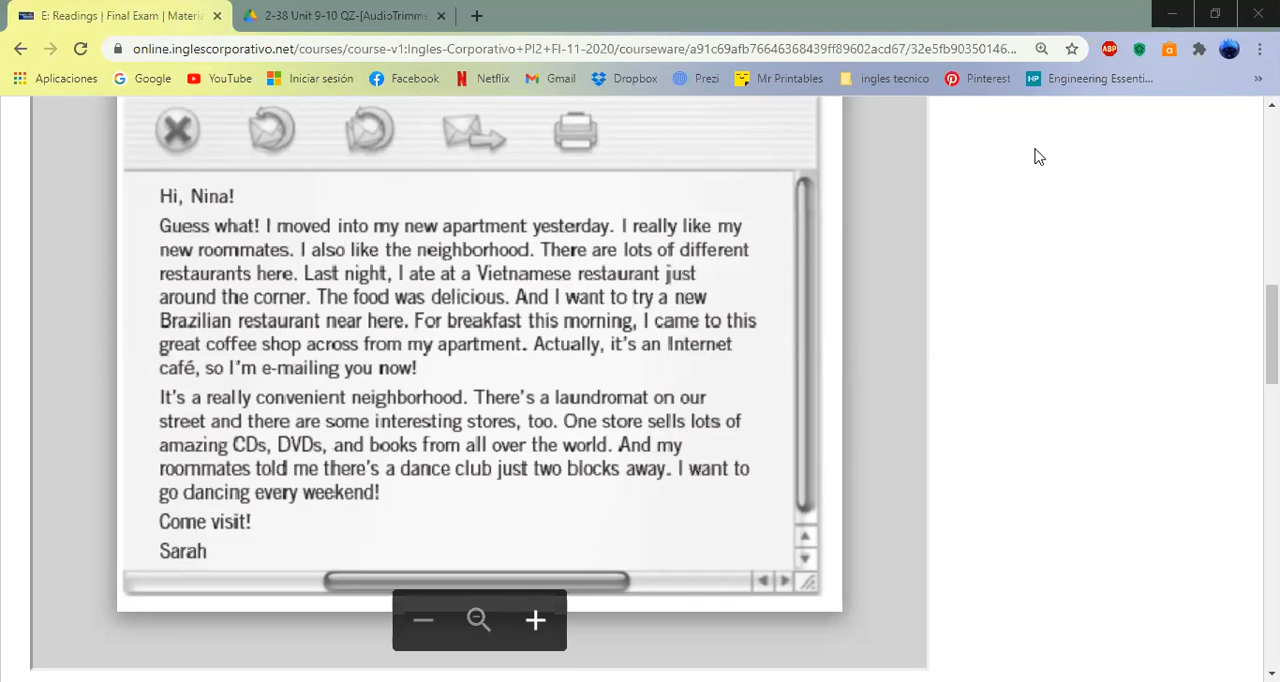 E: Readings | Final Exam | Materia
2-38 Unit 9-10 QZ-[AudioTrimme
online.inglescorporativo.net/courses/course-v1:Ingles-Corporativo+PI2+FI-11-2020/courseware/a91c69afb76646368439ff89602acd67/32e5fb90350146...
ABP
Aplicaciones Google YouTube Iniciar sesión Facebook Netflix Gmail Dropbox Prezi Mr Printables ingles tecnico Pinterest HP Engineering Essenti... »
Hi, Nina!
Guess what! I moved into my new apartment yesterday. I really like my
new roommates. I also like the neighborhood. There are lots of different
restaurants here. Last night, I ate at a Vietnamese restaurant just
around the corner. The food was delicious. And I want to try a new
Brazilian restaurant near here. For breakfast this morning, I came to this
great coffee shop across from my apartment. Actually, it's an Internet
café, so I'm e-mailing you now!
It's a really convenient neighborhood. There's a laundromat on our
street and there are some interesting stores, too. One store sells lots of
amazing CDs, DVDs, and books from all over the world. And my
roommates told me there's a dance club just two blocks away. I want to
go dancing every weekend!
Come visit!
Sarah